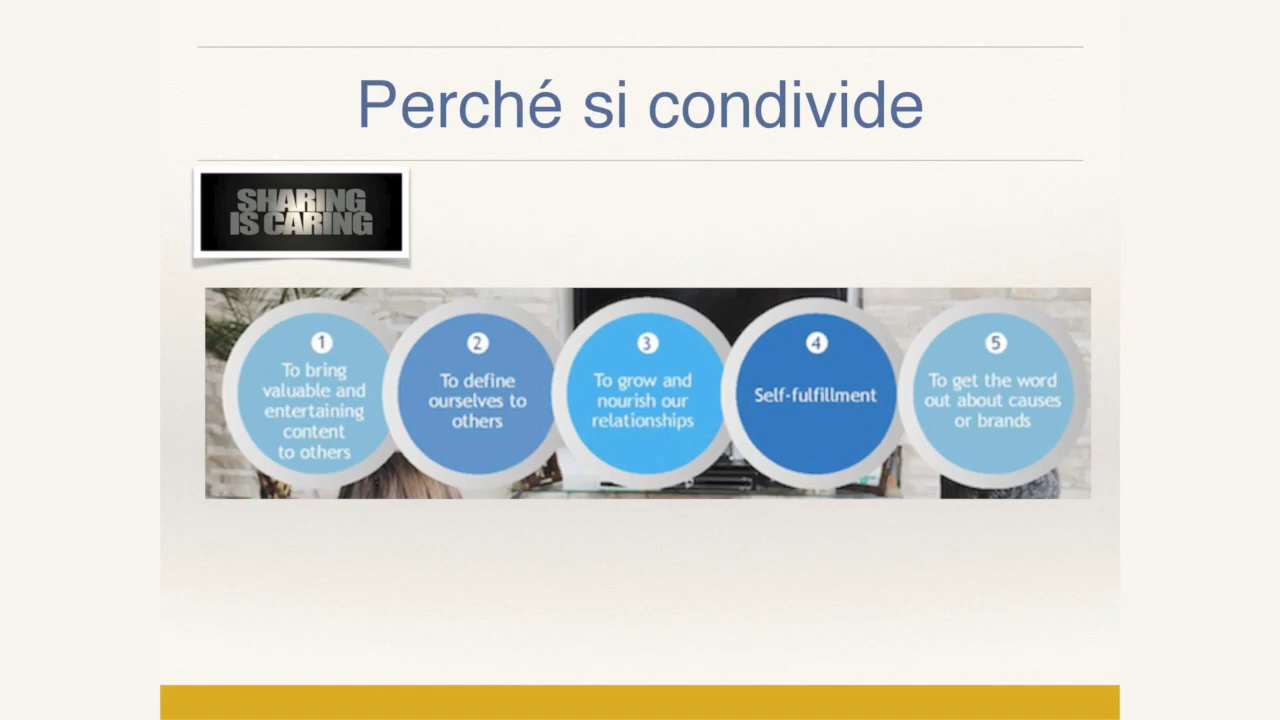 Perché si condivide
SHARING
IS CARING
1
To bring
valuable and
entertaining
content
to others
2
To define
ourselves to
others
3
To grow and
nourish our
relationships
4
Self-fulfillment
5
To get the word
out about causes
or brands